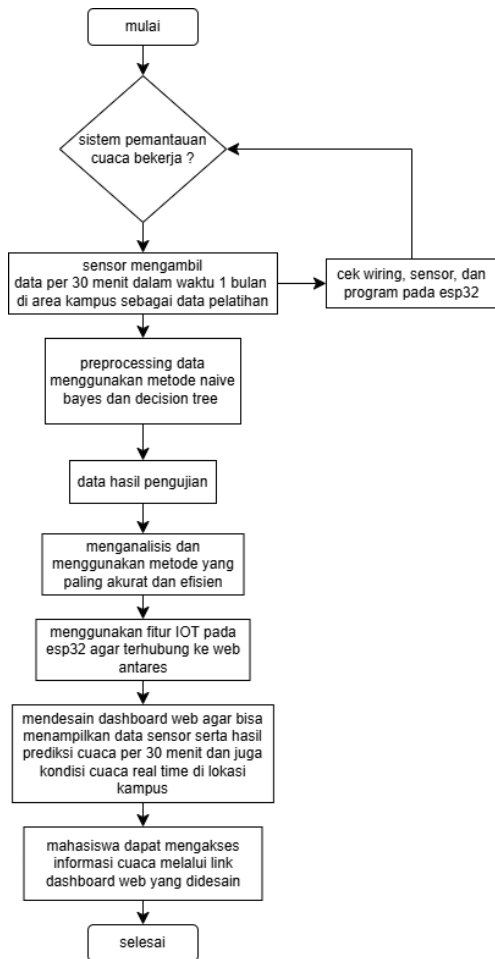 mulai
sistem pemantauan
cuaca bekerja ?
sensor mengambil
data per 30 menit dalam waktu 1 bulan
di area kampus sebagai data pelatihan
cek wiring, sensor, dan
program pada esp32
preprocessing data
menggunakan metode naive
bayes dan decision tree
data hasil pengujian
menganalisis dan
menggunakan metode yang
paling akurat dan efisien
menggunakan fitur IOT pada
esp32 agar terhubung ke web
antares
mendesain dashboard web agar bisa
menampilkan data sensor serta hasil
prediksi cuaca per 30 menit dan juga
kondisi cuaca real time di lokasi
kampus
mahasiswa dapat mengakses
informasi cuaca melalui link
dashboard web yang didesain
selesai